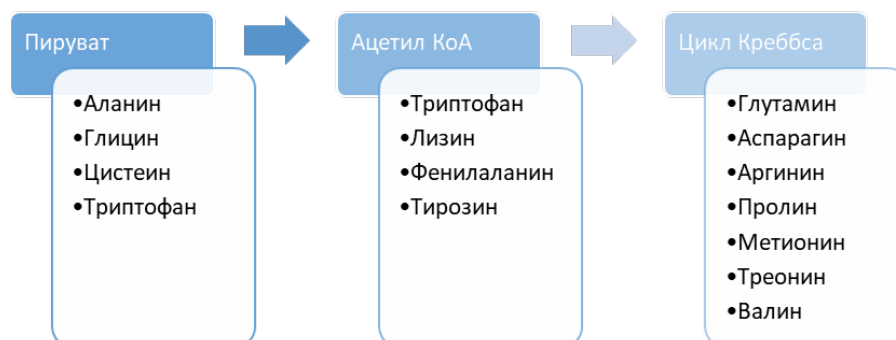 Пируват
•Аланин
•Глицин
•Цистеин
•Триптофан
Ацетил КоА
•Триптофан
•Лизин
•Фенилаланин
•Тирозин
Цикл Креббса
•Глутамин
•Аспарагин
•Аргинин
•Пролин
•Метионин
•Треонин
•Валин